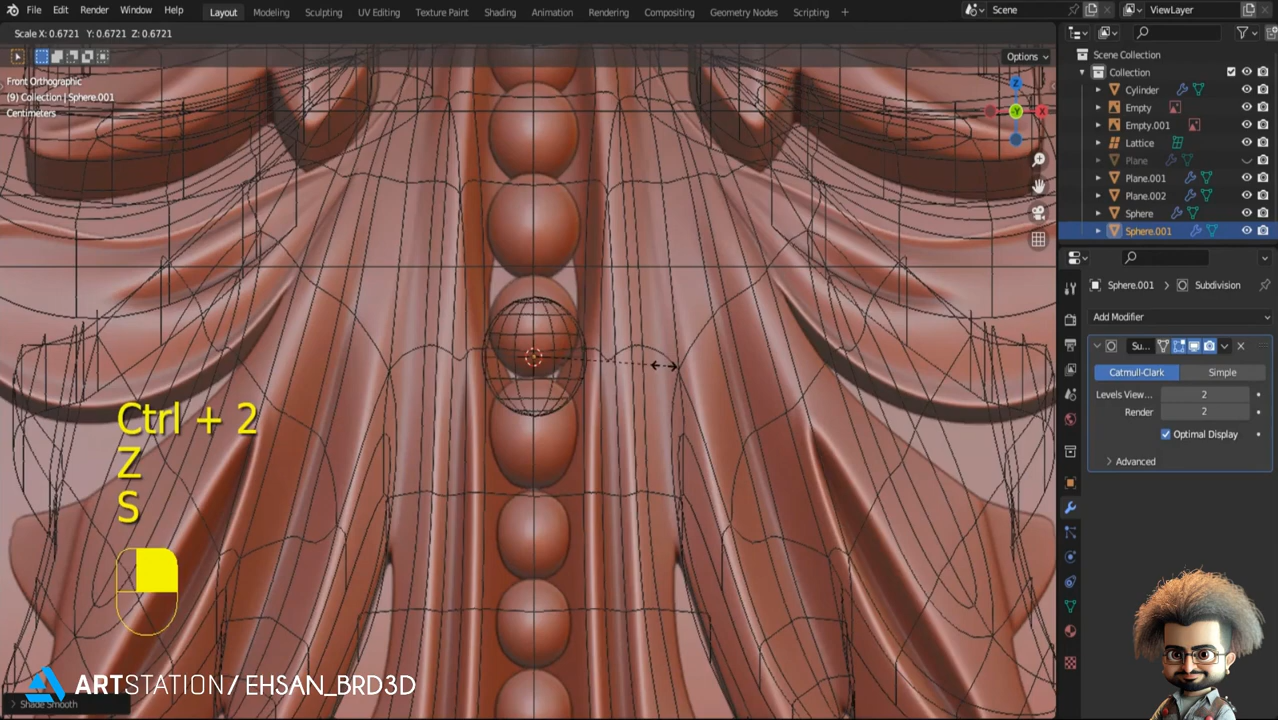 File Edit Render Window Help
Layout Modeling Sculpting UV Editing Texture Paint Shading Animation Rendering Compositing Geometry Nodes Scripting +
Scene
ViewLayer
Scale X: 0.6721 Y: 0.6721 Z: 0.6721
Options
Front Orthographic
(9) Collection | Sphere.001
Centimeters
Z
X
-Y
Scene Collection
Collection
Cylinder
Empty
Empty.001
Lattice
Plane
Plane.001
Plane.002
Sphere
Sphere.001
Sphere.001 > Subdivision
Add Modifier
Su...
Catmull-Clark Simple
Levels View... 2
Render 2
Optimal Display
Advanced
Ctrl + 2
Z
S
ARTSTATION / EHSAN_BRD3D
Shade Smooth